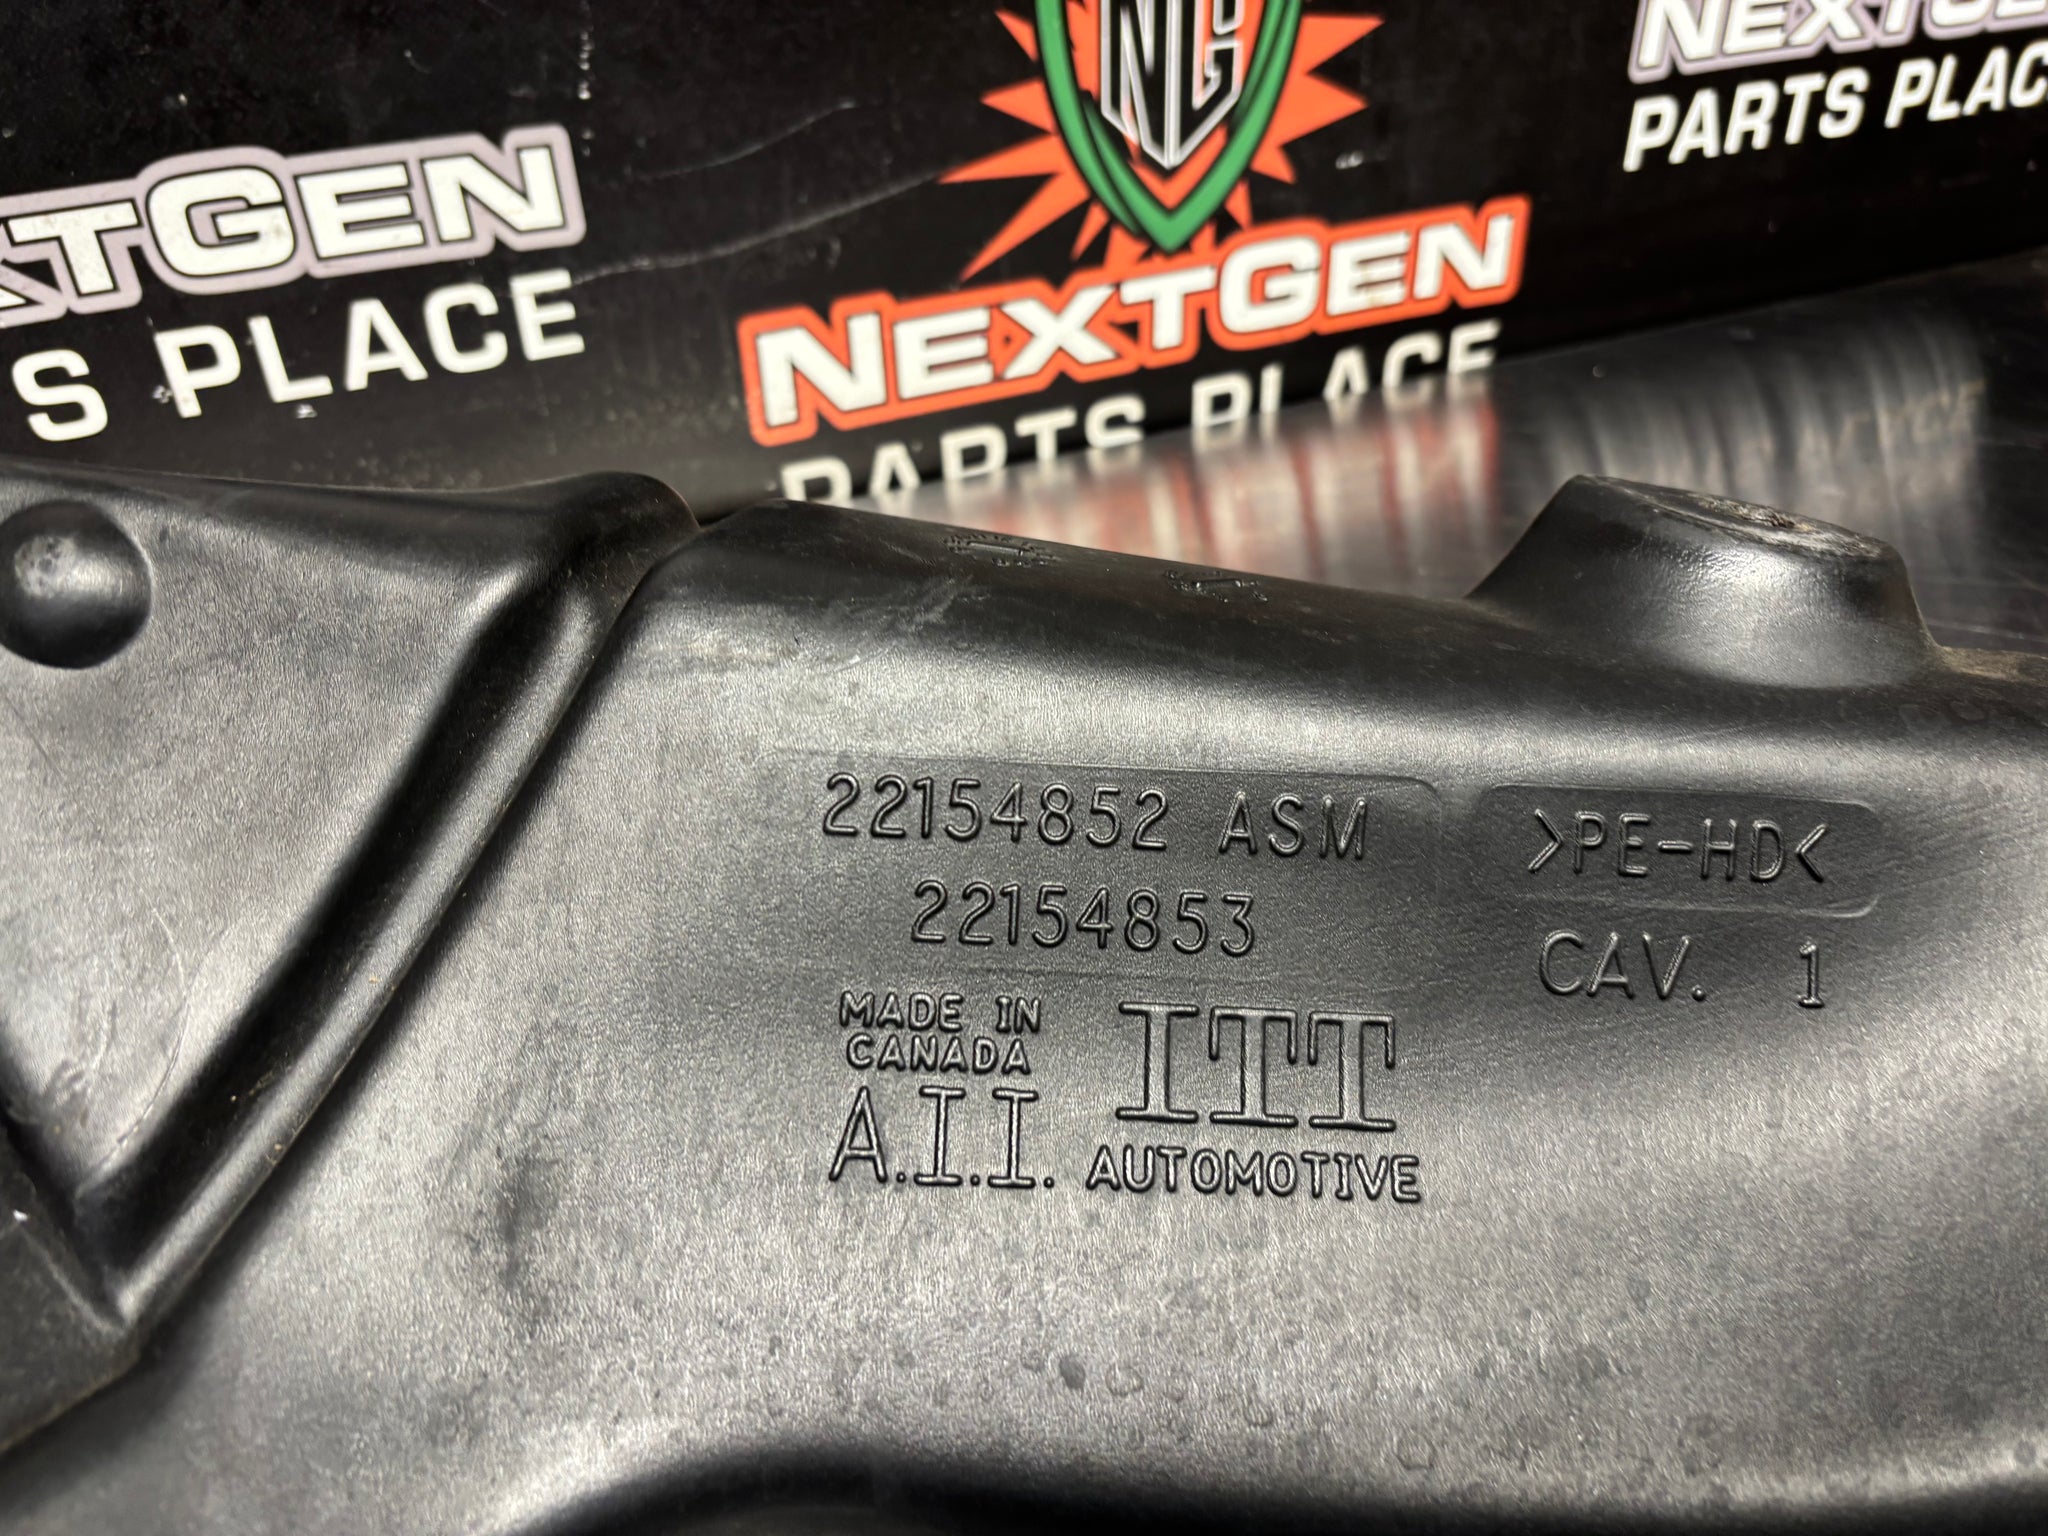 NG
NEXTGEN
PARTS PLACE
XTGEN
S PLACE
NEXTGEN
PARTS PLACE
22154852 ASM
22154853
>PE-HD<
CAV. 1
MADE IN
CANADA
A.I.I.
ITT
AUTOMOTIVE